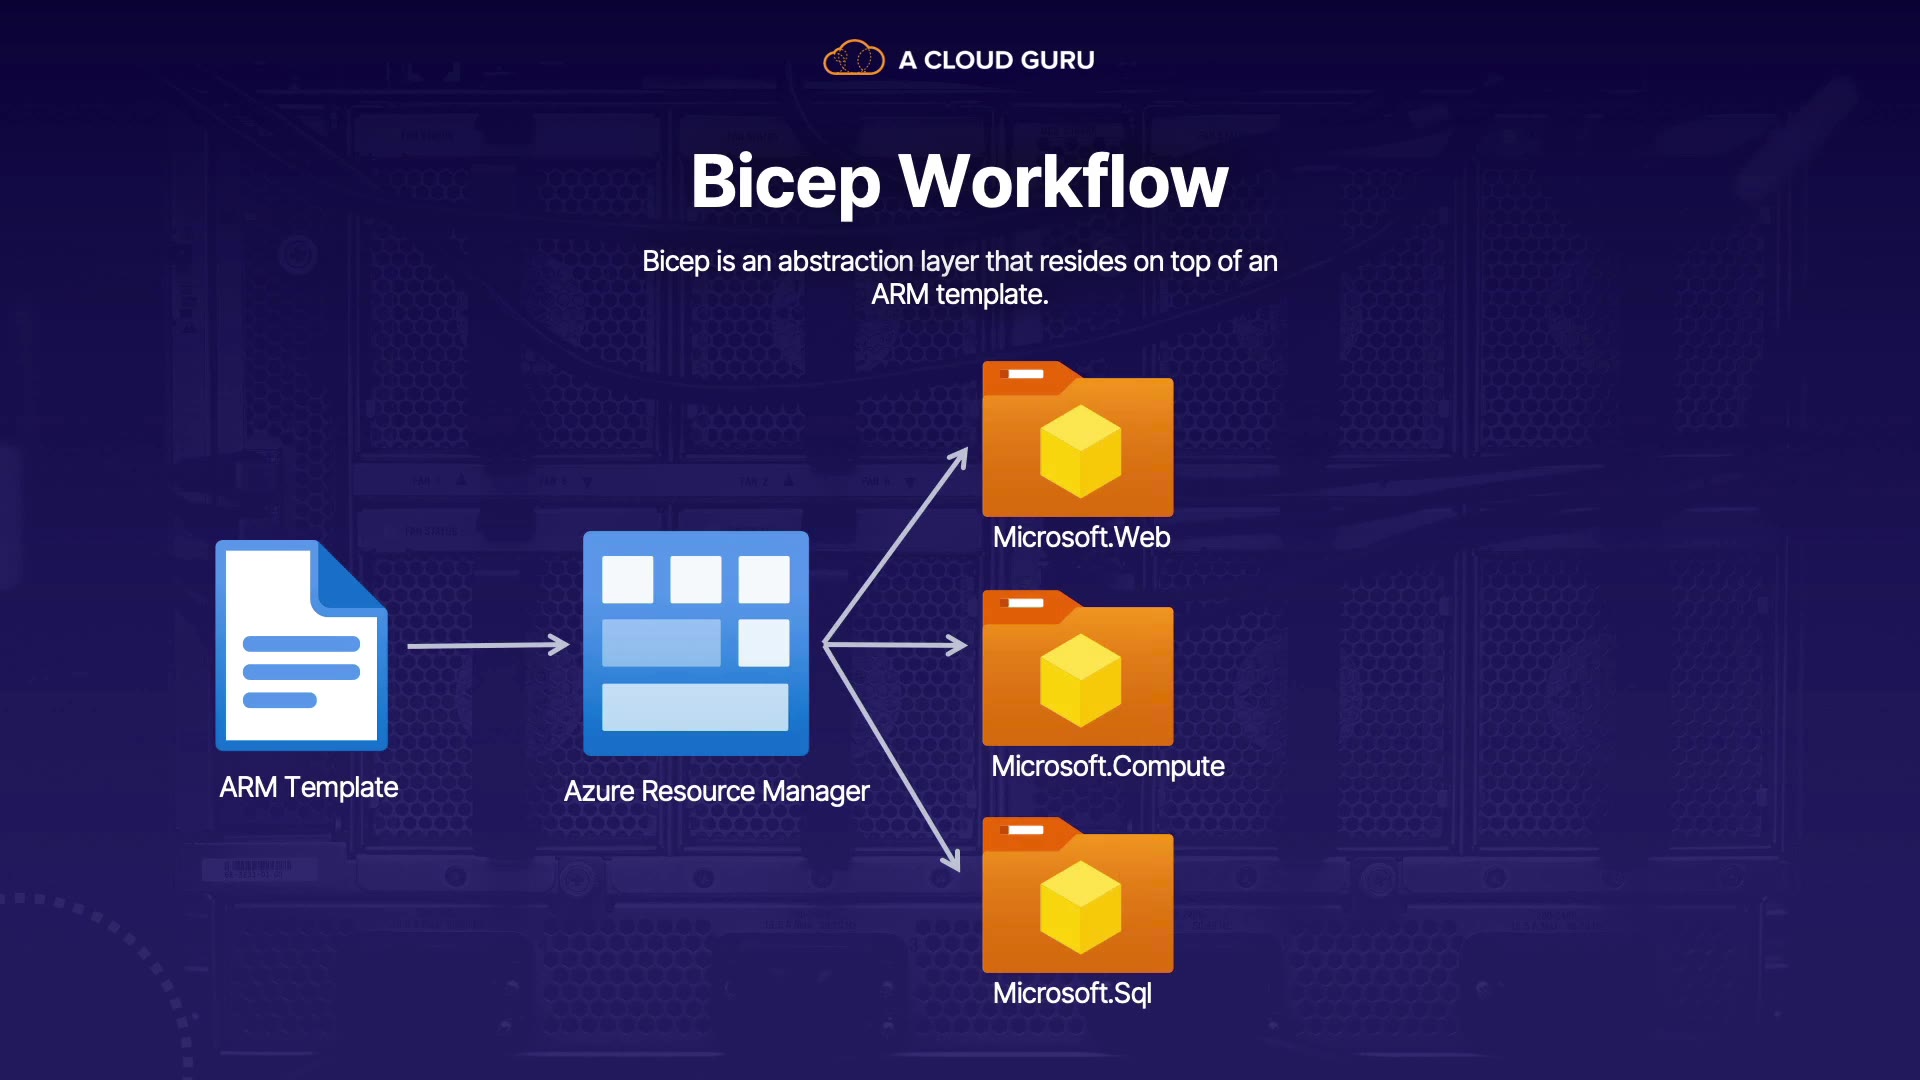 A CLOUD GURU
Bicep Workflow
Bicep is an abstraction layer that resides on top of an
ARM template.
Microsoft.Web
Microsoft.Compute
ARM Template
Azure Resource Manager
Microsoft.Sql